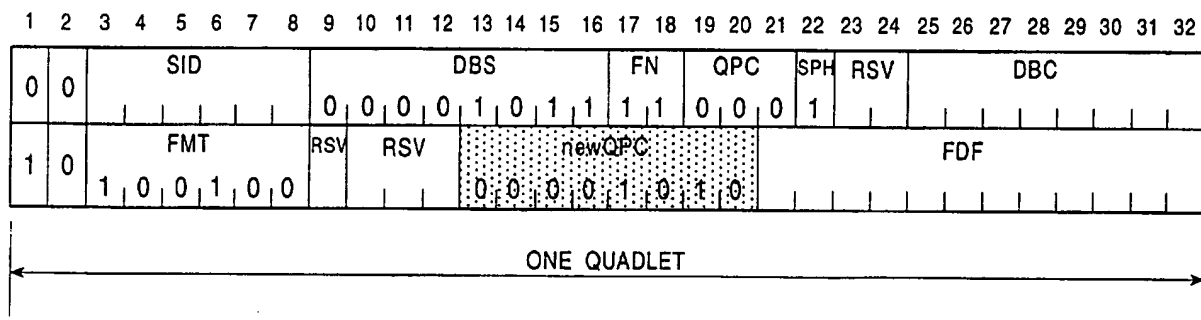 1 2 3 4 5 6 7 8 9 10 11 12 13 14 15 16 17 18 19 20 22 23 24 25 26 27 28 29 30 31 32
SID DBS FN QPC SPH RSV DBC
0 0 0 0 0 0 1 0 1 1 1 1 0 0 0 1
FMT RSV RSV newQPC FDF
1 0 1 0 0 1 0 0 0 0 0 0 1 0 1 0
ONE QUADLET